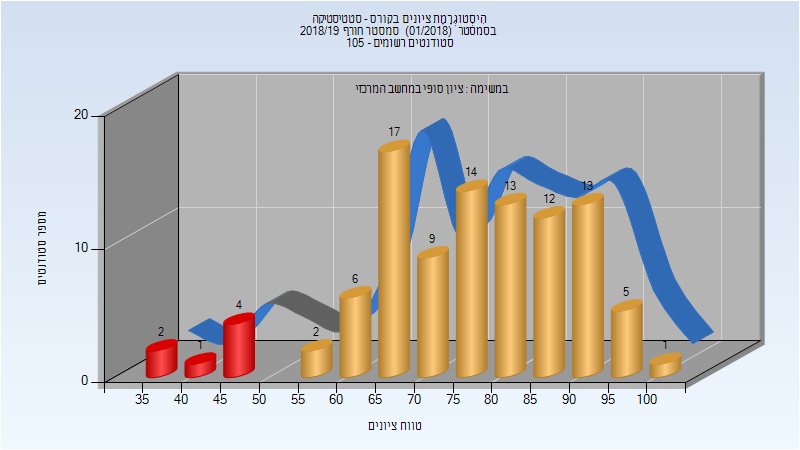 היסטוגרמת ציונים בקורס - סטטיסטיקה
בסמסטר (01/2018) סמסטר חורף 2018/19
סטודנטים רשומים - 105
במשימה : ציון סופי במחשב המרכזי
מספר סטודנטים
20
10
0
2
1
4
2
6
17
9
14
13
12
13
5
1
35 40 45 50 55 60 65 70 75 80 85 90 95 100
טווח ציונים